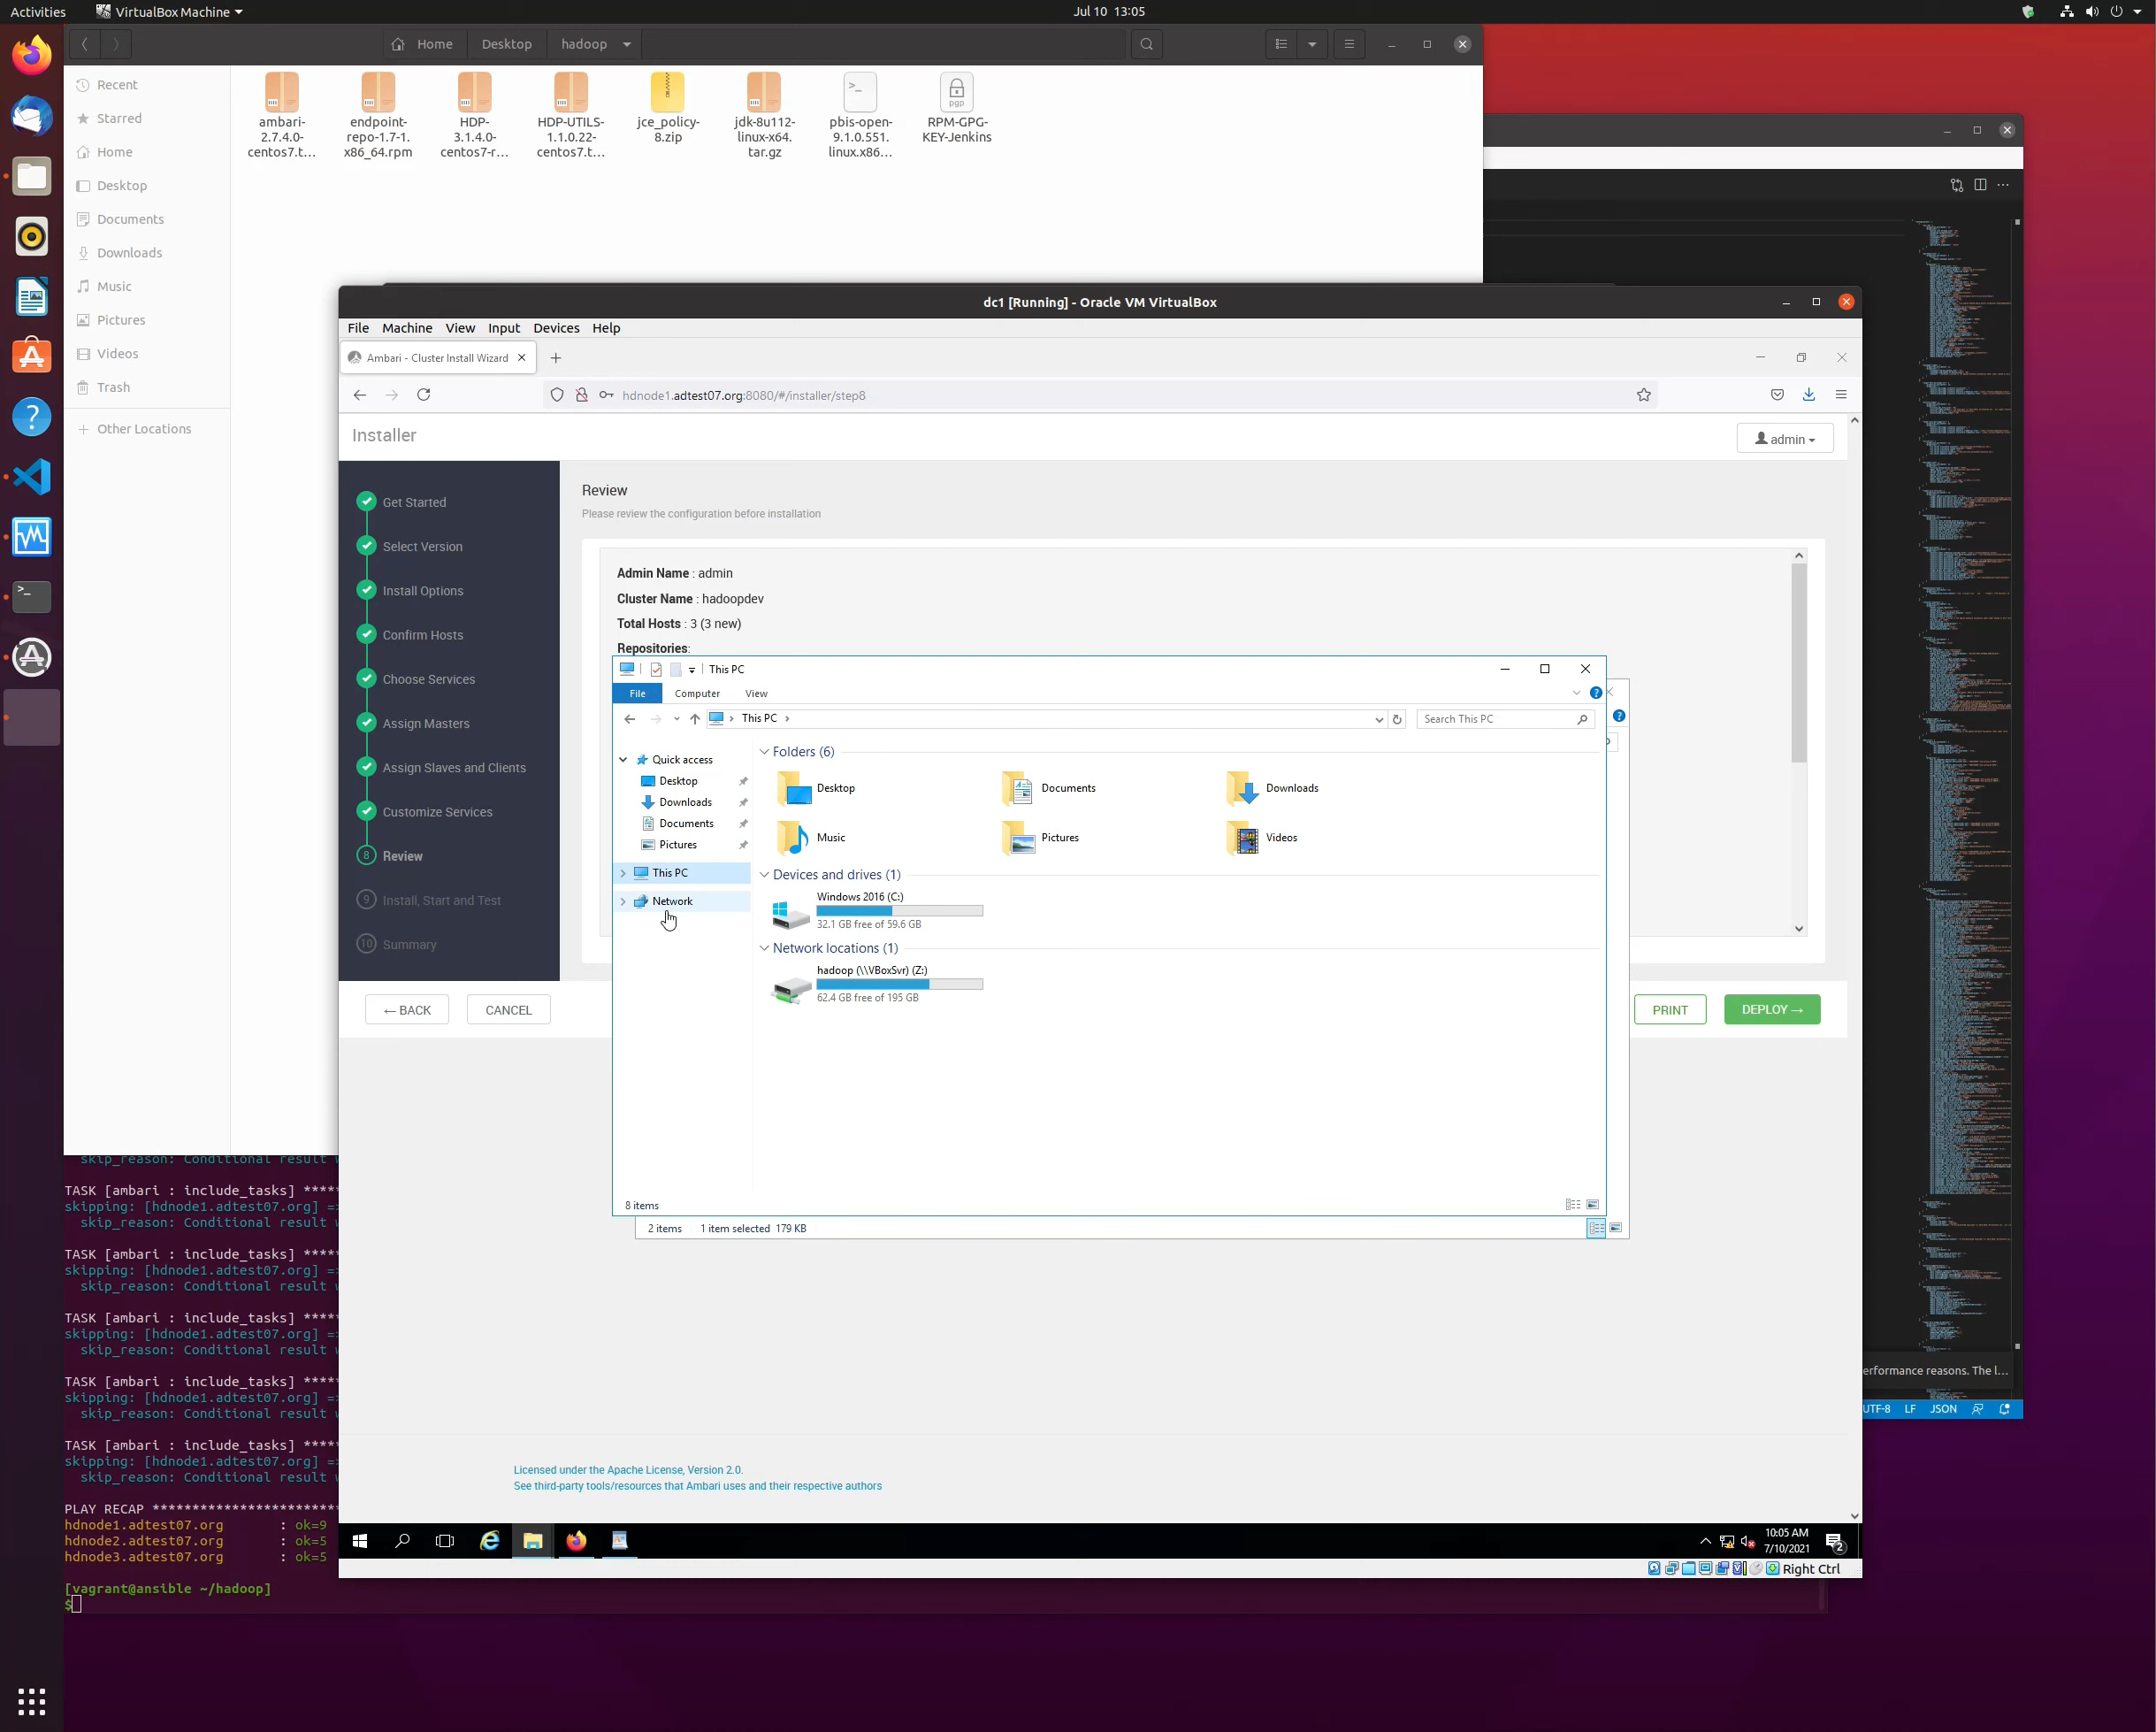 Activities
VirtualBox Machine
Jul 10 13:05
Home
Desktop
hadoop
Recent
Starred
Home
Desktop
Documents
Downloads
Music
Pictures
Videos
Trash
Other Locations
ambari-
2.7.4.0-
centos7.t...
endpoint-
repo-1.7-1.
x86_64.rpm
HDP-
3.1.4.0-
centos7-r...
HDP-UTILS-
1.1.0.22-
centos7.t...
jce_policy-
8.zip
jdk-8u112-
linux-x64.
tar.gz
pbis-open-
9.1.0.551.
linux.x86...
pgp
RPM-GPG-
KEY-Jenkins
dc1 [Running] - Oracle VM VirtualBox
File Machine View Input Devices Help
Ambari - Cluster Install Wizard
hdnode1.adtest07.org:8080/#/installer/step8
Installer
admin
Get Started
Select Version
Install Options
Confirm Hosts
Choose Services
Assign Masters
Assign Slaves and Clients
Customize Services
8 Review
9 Install, Start and Test
10 Summary
Review
Please review the configuration before installation
Admin Name : admin
Cluster Name : hadoopdev
Total Hosts : 3 (3 new)
Repositories:
This PC
File Computer View
This PC
Search This PC
Quick access
Desktop
Downloads
Documents
Pictures
This PC
Network
Folders (6)
Desktop
Documents
Downloads
Music
Pictures
Videos
Devices and drives (1)
Windows 2016 (C:)
32.1 GB free of 59.6 GB
Network locations (1)
hadoop (\\VBoxSvr) (Z:)
62.4 GB free of 195 GB
8 items
2 items 1 item selected 179 KB
← BACK
CANCEL
PRINT
DEPLOY →
Licensed under the Apache License, Version 2.0.
See third-party tools/resources that Ambari uses and their respective authors
10:05 AM
7/10/2021
2
Right Ctrl
skip_reason: Conditional result
TASK [ambari : include_tasks] ****
skipping: [hdnode1.adtest07.org] =
skip_reason: Conditional result
TASK [ambari : include_tasks] ****
skipping: [hdnode1.adtest07.org] =
skip_reason: Conditional result
TASK [ambari : include_tasks] ****
skipping: [hdnode1.adtest07.org] =
skip_reason: Conditional result
TASK [ambari : include_tasks] ****
skipping: [hdnode1.adtest07.org] =
skip_reason: Conditional result
TASK [ambari : include_tasks] ****
skipping: [hdnode1.adtest07.org] =
skip_reason: Conditional result
PLAY RECAP ************************
hdnode1.adtest07.org : ok=9
hdnode2.adtest07.org : ok=5
hdnode3.adtest07.org : ok=5
[vagrant@ansible ~/hadoop]
$
erformance reasons. The l...
UTF-8 LF JSON